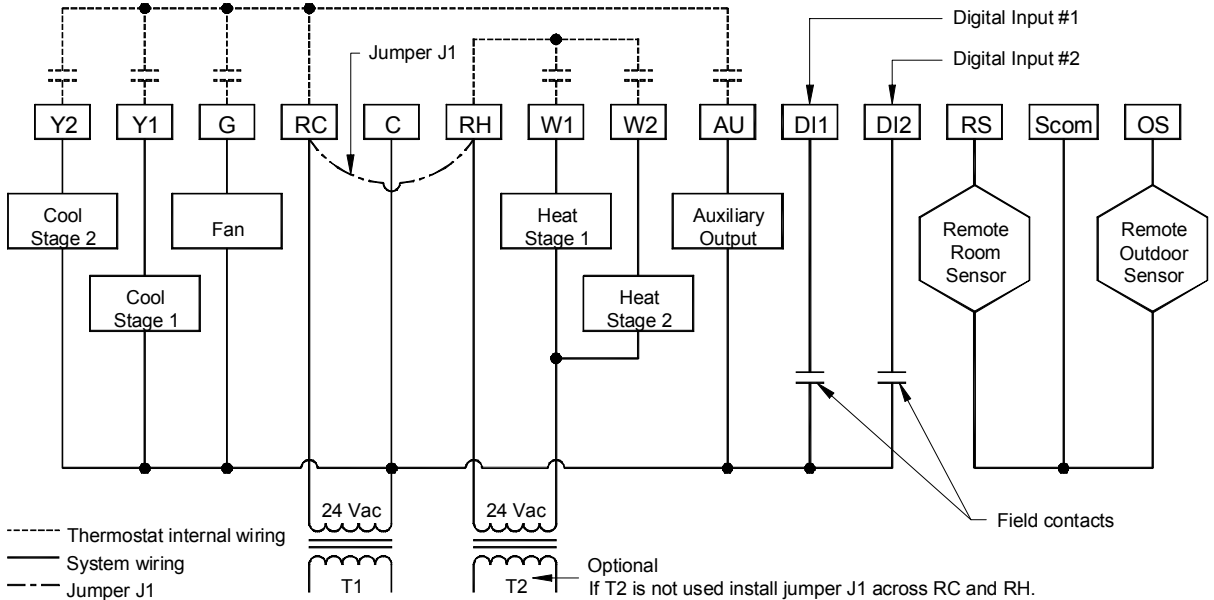 Digital Input #1
Jumper J1
Digital Input #2
Y2 Y1 G RC C RH W1 W2 AU DI1 DI2 RS Scom OS
Cool
Stage 2
Fan
Heat
Stage 1
Auxiliary
Output
Remote
Room
Sensor
Remote
Outdoor
Sensor
Cool
Stage 1
Heat
Stage 2
24 Vac
24 Vac
Field contacts
Thermostat internal wiring
System wiring
Jumper J1
T1
T2
Optional
If T2 is not used install jumper J1 across RC and RH.